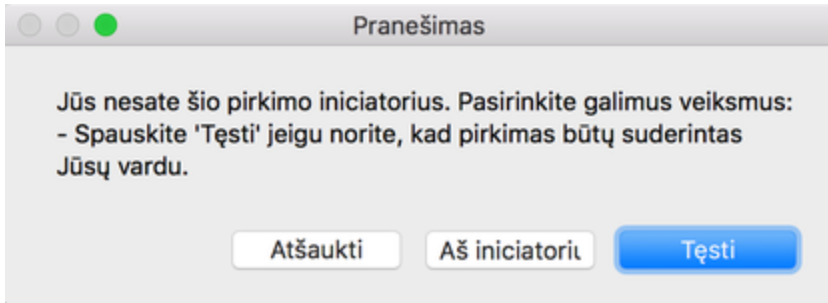 Pranešimas
Jūs nesate šio pirkimo iniciatorius. Pasirinkite galimus veiksmus:
- Spauskite 'Tęsti' jeigu norite, kad pirkimas būtų suderintas
Jūsų vardu.
Atšaukti Aš iniciatoriu Tęsti